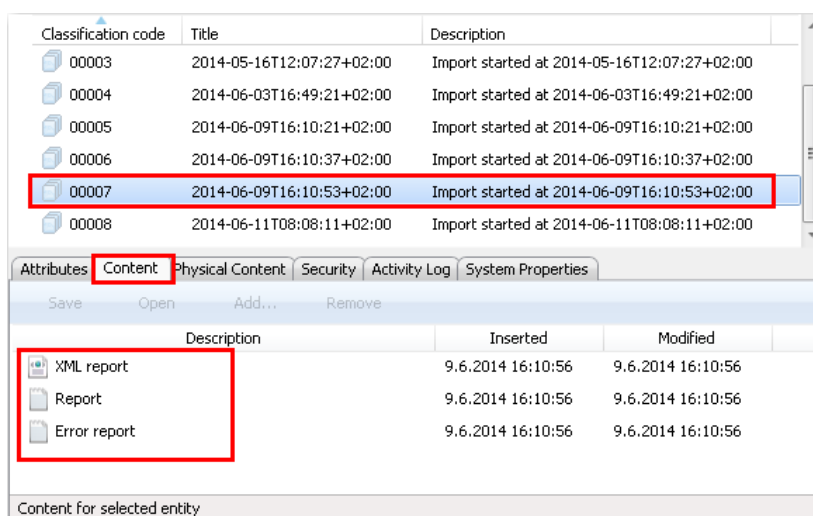 Classification code Title Description
00003 2014-05-16T12:07:27+02:00 Import started at 2014-05-16T12:07:27+02:00
00004 2014-06-03T16:49:21+02:00 Import started at 2014-06-03T16:49:21+02:00
00005 2014-06-09T16:10:21+02:00 Import started at 2014-06-09T16:10:21+02:00
00006 2014-06-09T16:10:37+02:00 Import started at 2014-06-09T16:10:37+02:00
00007 2014-06-09T16:10:53+02:00 Import started at 2014-06-09T16:10:53+02:00
00008 2014-06-11T08:08:11+02:00 Import started at 2014-06-11T08:08:11+02:00
Attributes Content Physical Content Security Activity Log System Properties
Save Open Add... Remove
Description Inserted Modified
XML report 9.6.2014 16:10:56 9.6.2014 16:10:56
Report 9.6.2014 16:10:56 9.6.2014 16:10:56
Error report 9.6.2014 16:10:56 9.6.2014 16:10:56
Content for selected entity